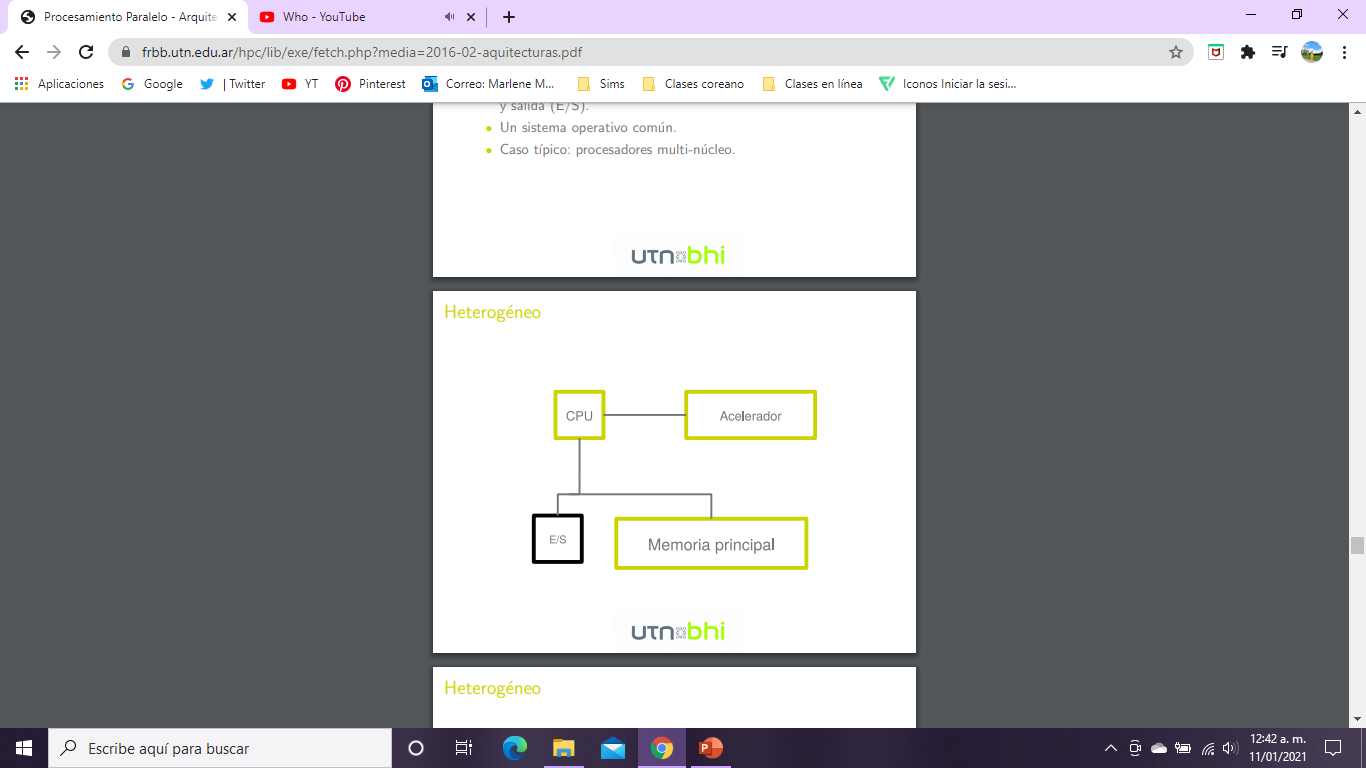 Procesamiento Paralelo - Arquite
Who - YouTube
frbb.utn.edu.ar/hpc/lib/exe/fetch.php?media=2016-02-aquitecturas.pdf
Aplicaciones
Google
| Twitter
YT
Pinterest
Correo: Marlene M...
Sims
Clases coreano
Clases en línea
Iconos Iniciar la sesi...
y salida (E/S).
• Un sistema operativo común.
• Caso típico: procesadores multi-núcleo.
utn bhi
Heterogéneo
CPU
Acelerador
E/S
Memoria principal
utn bhi
Heterogéneo
Escribe aquí para buscar
12:42 a. m.
11/01/2021